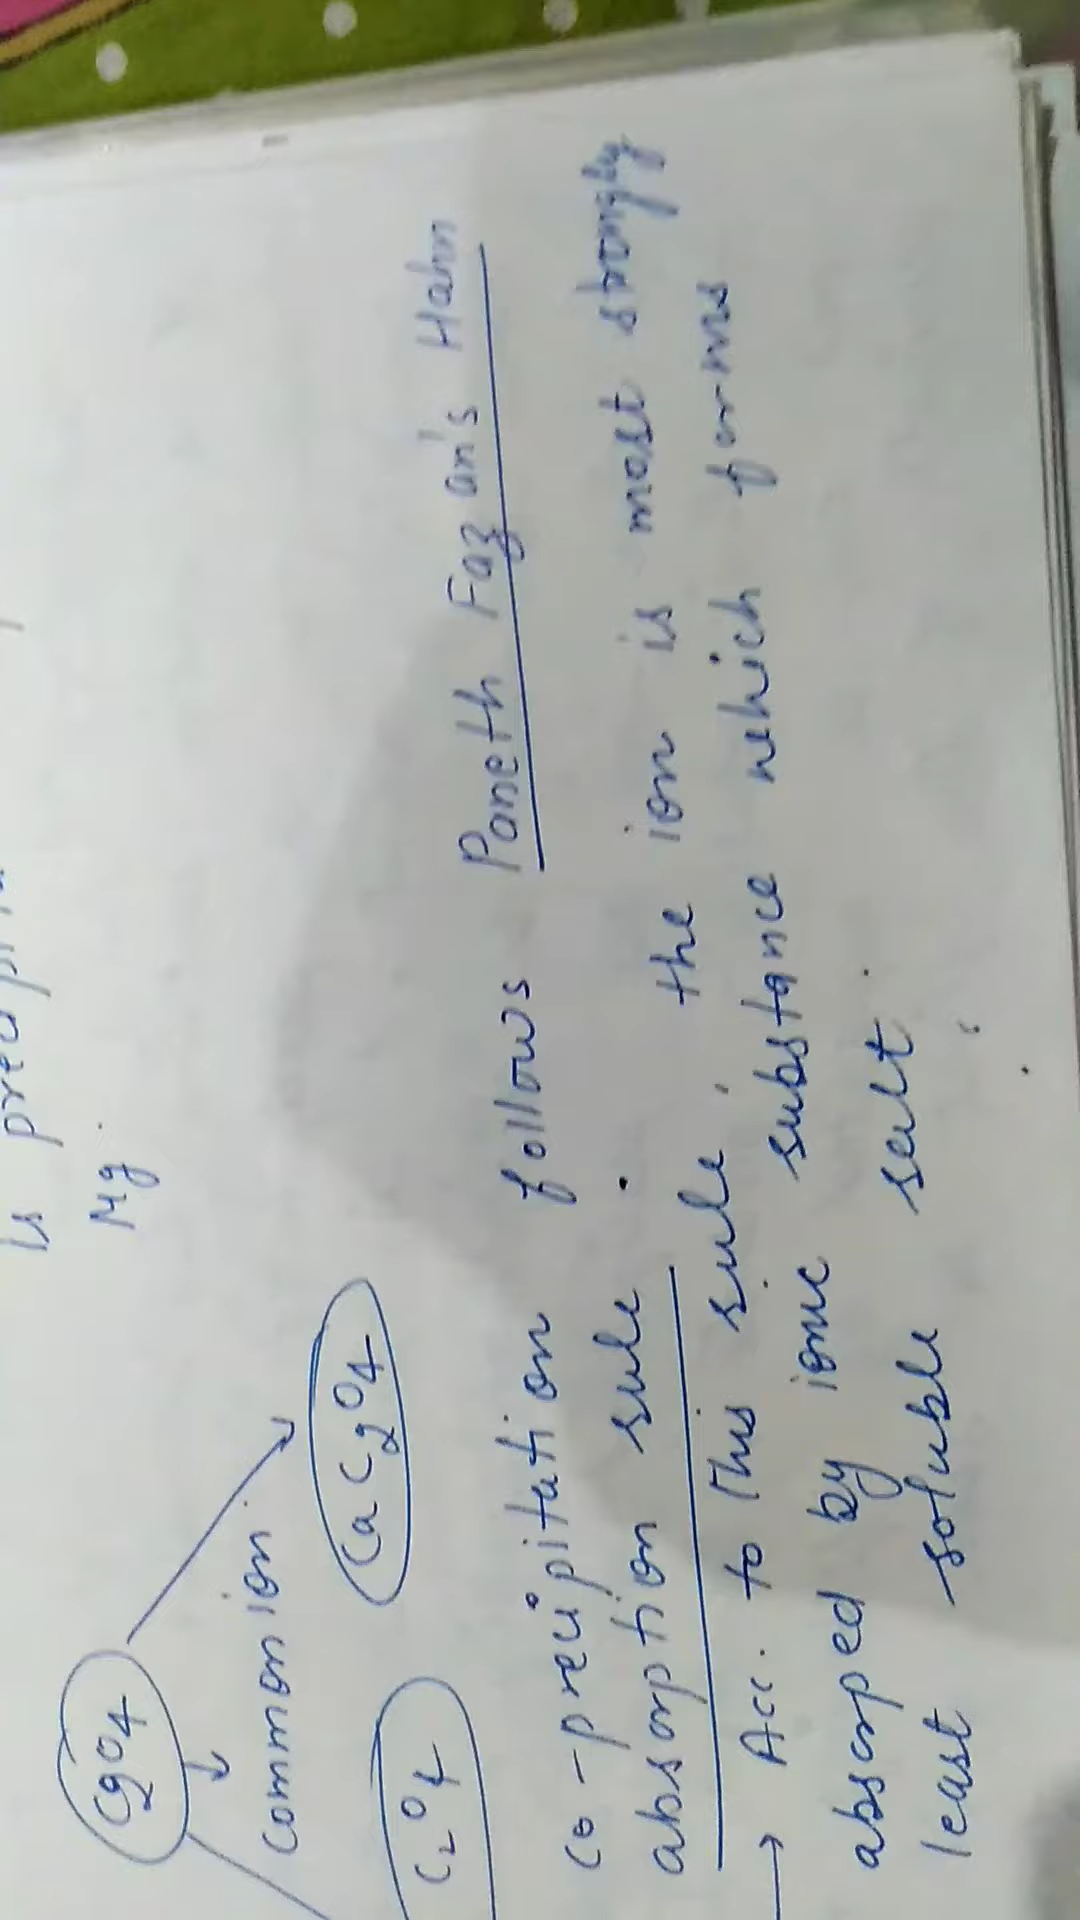 is
Mg
C2O4
common ion
CaC2O4
C2O4
co-precipitation follows Paneth Fazan's Hahn
absorption rule.
→ Acc. to This rule, the ion is most strongly
absorped by ionic substance which forms
least soluble salt.